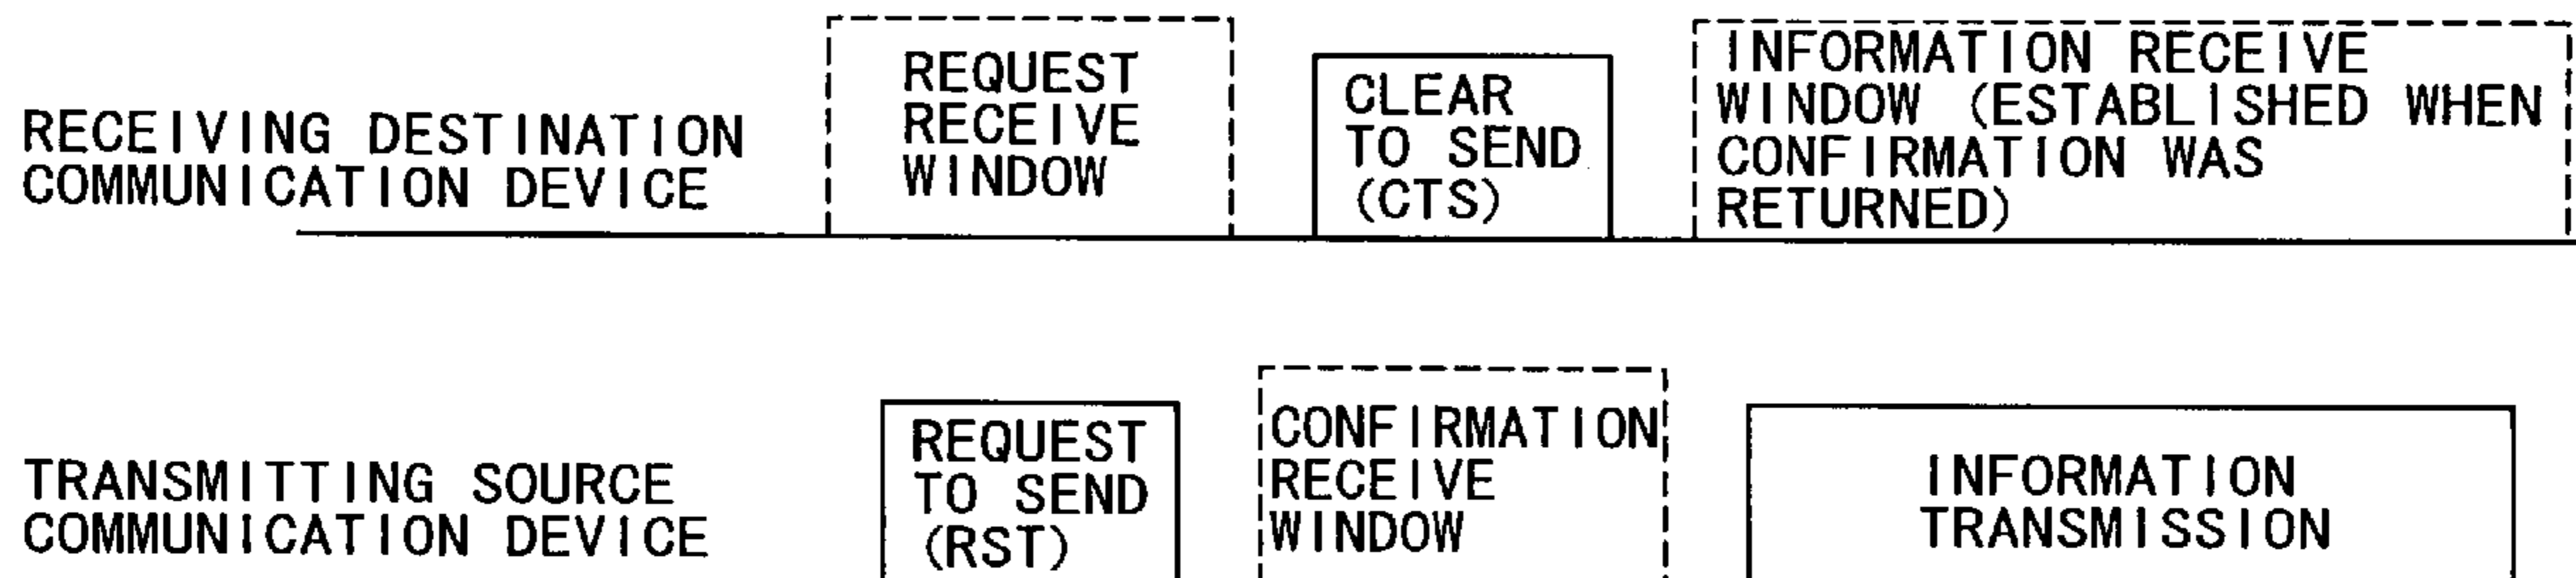 RECEIVING DESTINATION
COMMUNICATION DEVICE
REQUEST
RECEIVE
WINDOW
CLEAR
TO SEND
(CTS)
INFORMATION RECEIVE
WINDOW (ESTABLISHED WHEN
CONFIRMATION WAS
RETURNED)
TRANSMITTING SOURCE
COMMUNICATION DEVICE
REQUEST
TO SEND
(RST)
CONFIRMATION
RECEIVE
WINDOW
INFORMATION
TRANSMISSION